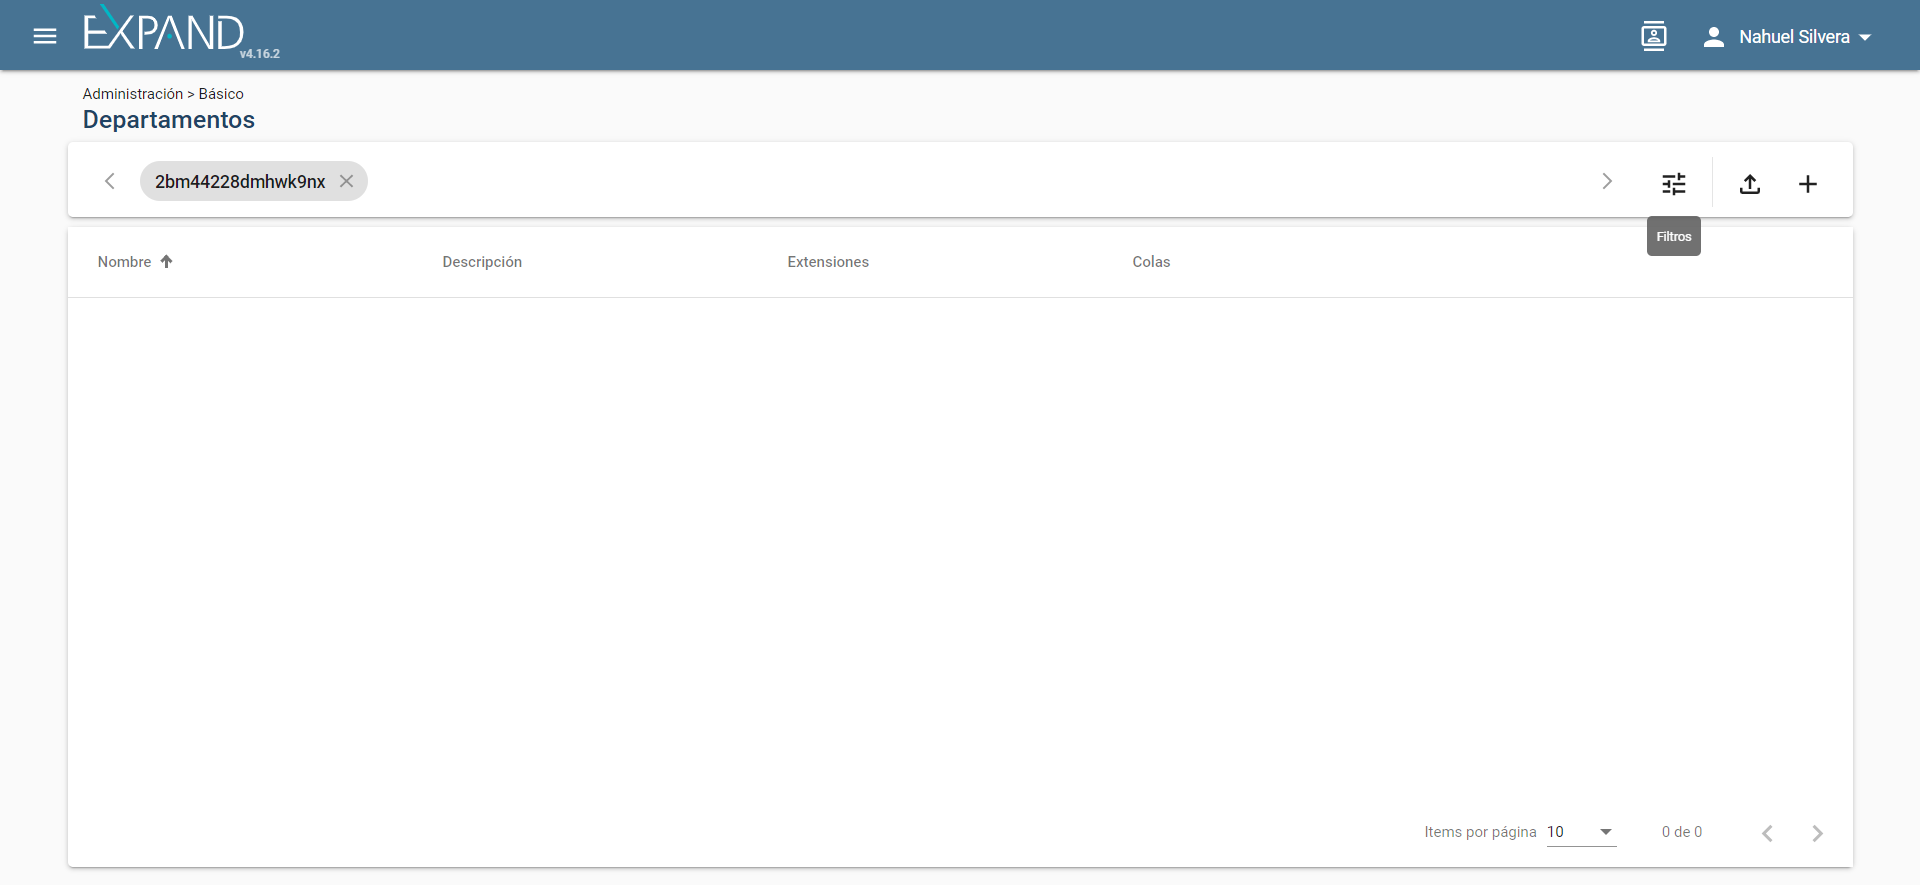 EXPAND
v4.16.2
Nahuel Silvera
Administración > Básico
Departamentos
2bm44228dmhwk9nx
Filtros
Nombre Descripción Extensiones Colas
Items por página 10 0 de 0